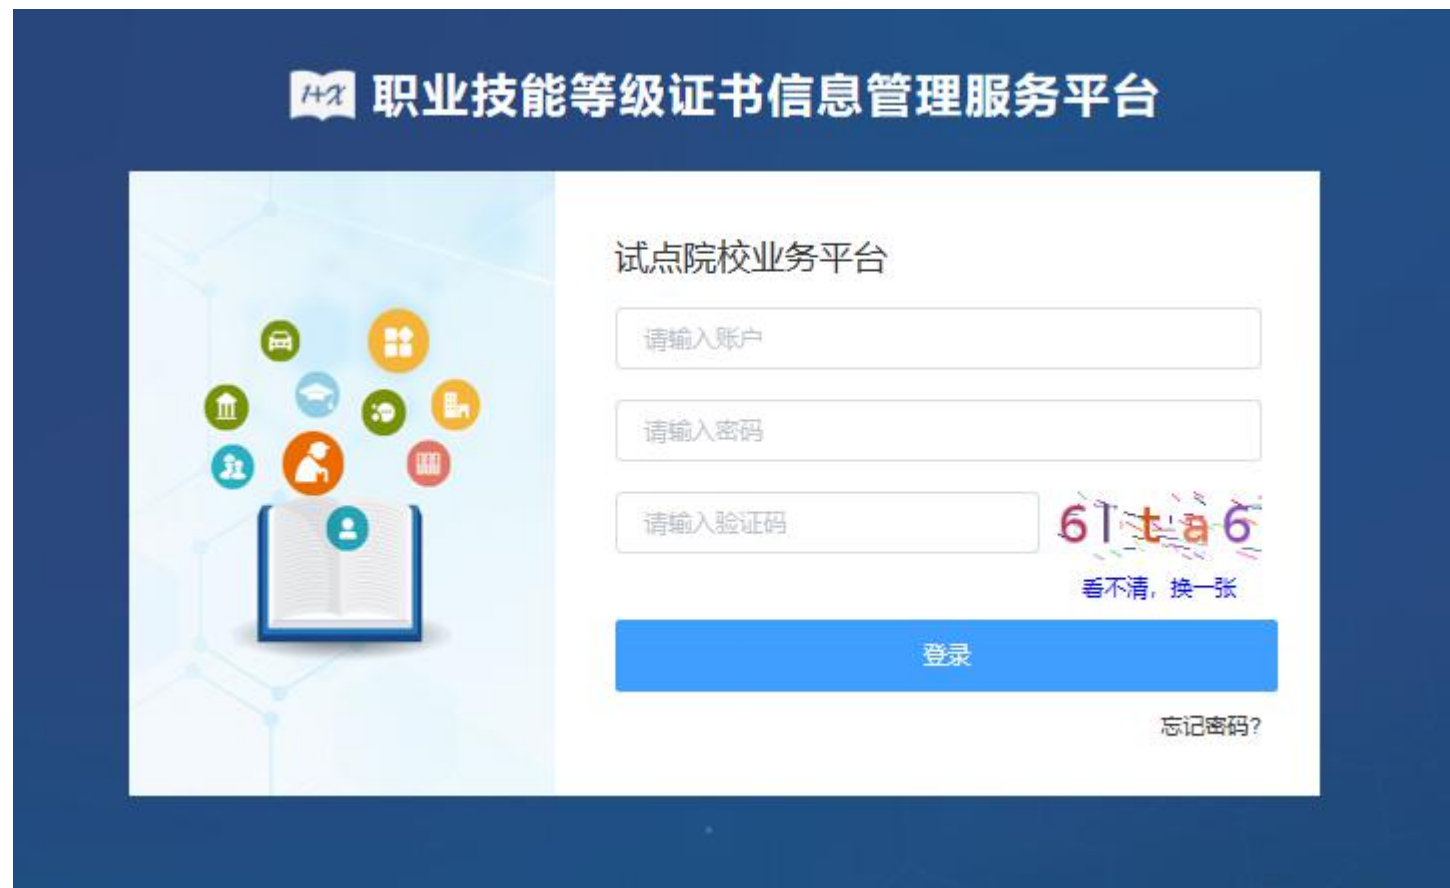 1+X 职业技能等级证书信息管理服务平台
试点院校业务平台
请输入账户
请输入密码
请输入验证码
看不清，换一张
登录
忘记密码?